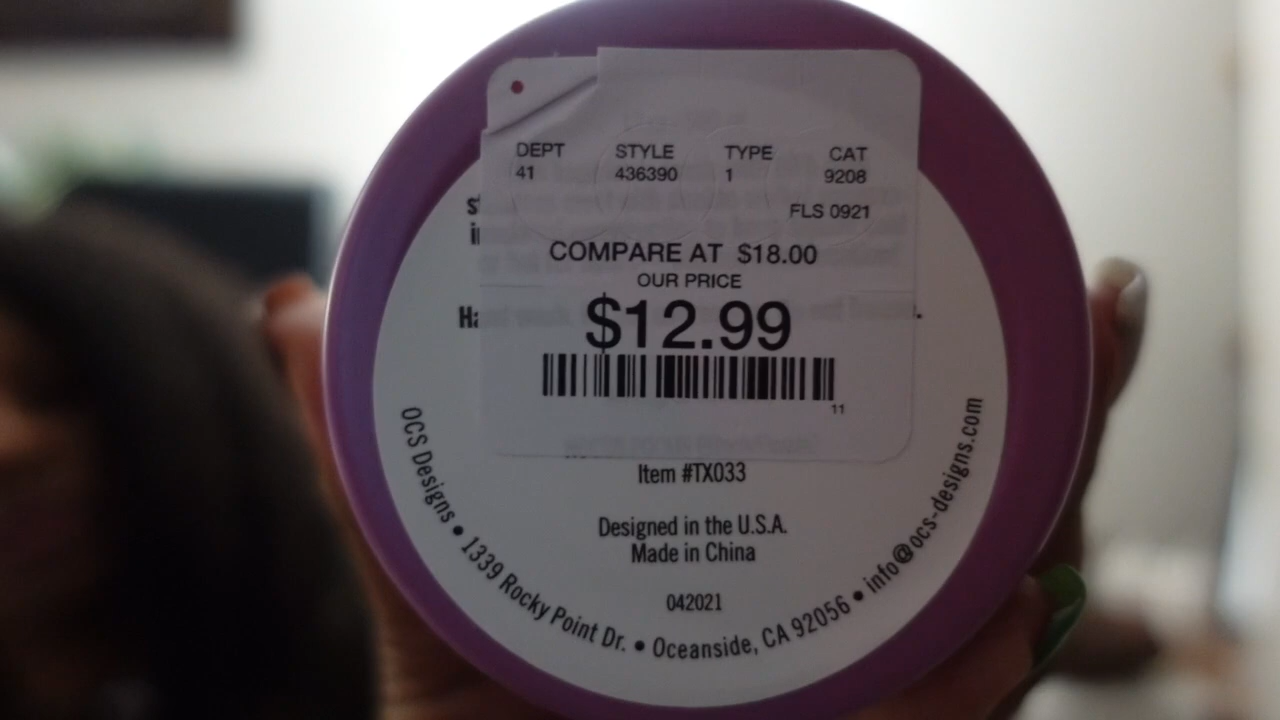 DEPT STYLE TYPE CAT
41 436390 1 9208
FLS 0921
COMPARE AT $18.00
OUR PRICE
$12.99
11
Item #TX033
Designed in the U.S.A.
Made in China
042021
OCS Designs • 1339 Rocky Point Dr. • Oceanside, CA 92056 • info@ocs-designs.com